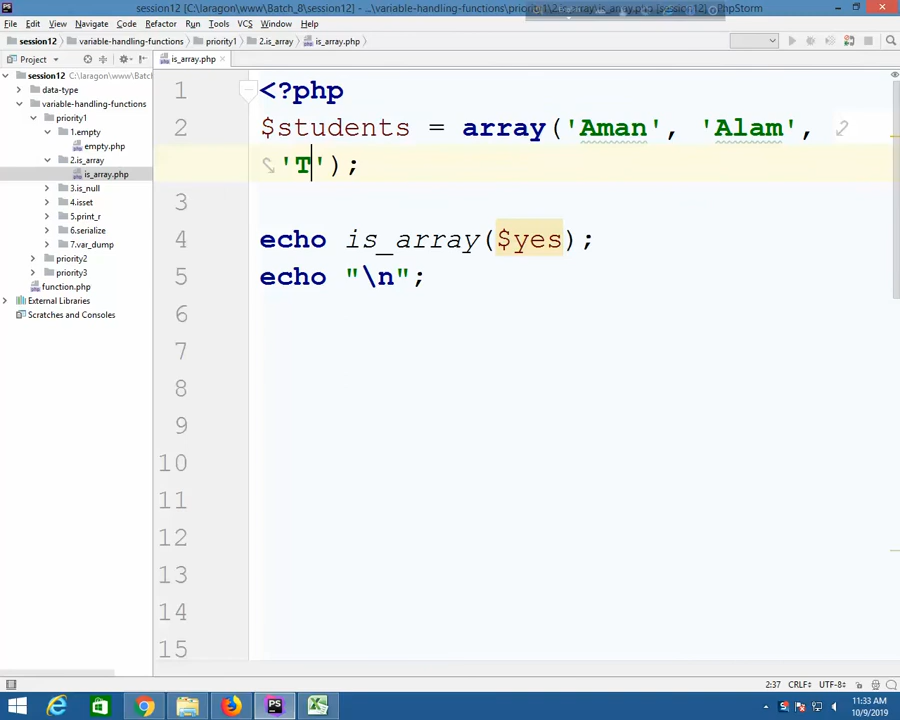 session12 [C:\laragon\www\Batch_8\session12] - ...\variable-handling-functions\priority1\2.is_array\is_array.php [session12] - PhpStorm
File Edit View Navigate Code Refactor Run Tools VCS Window Help
session12 variable-handling-functions priority1 2.is_array is_array.php
Project is_array.php
session12 C:\laragon\www\Batc
data-type
variable-handling-functions
priority1
1.empty
empty.php
2.is_array
is_array.php
3.is_null
4.isset
5.print_r
6.serialize
7.var_dump
priority2
priority3
function.php
External Libraries
Scratches and Consoles
1 <?php
2 $students = array('Aman', 'Alam',
'T');
3
4 echo is_array($yes);
5 echo "\n";
6
7
8
9
10
11
12
13
14
15
2:37 CRLF UTF-8
11:33 AM
10/9/2019